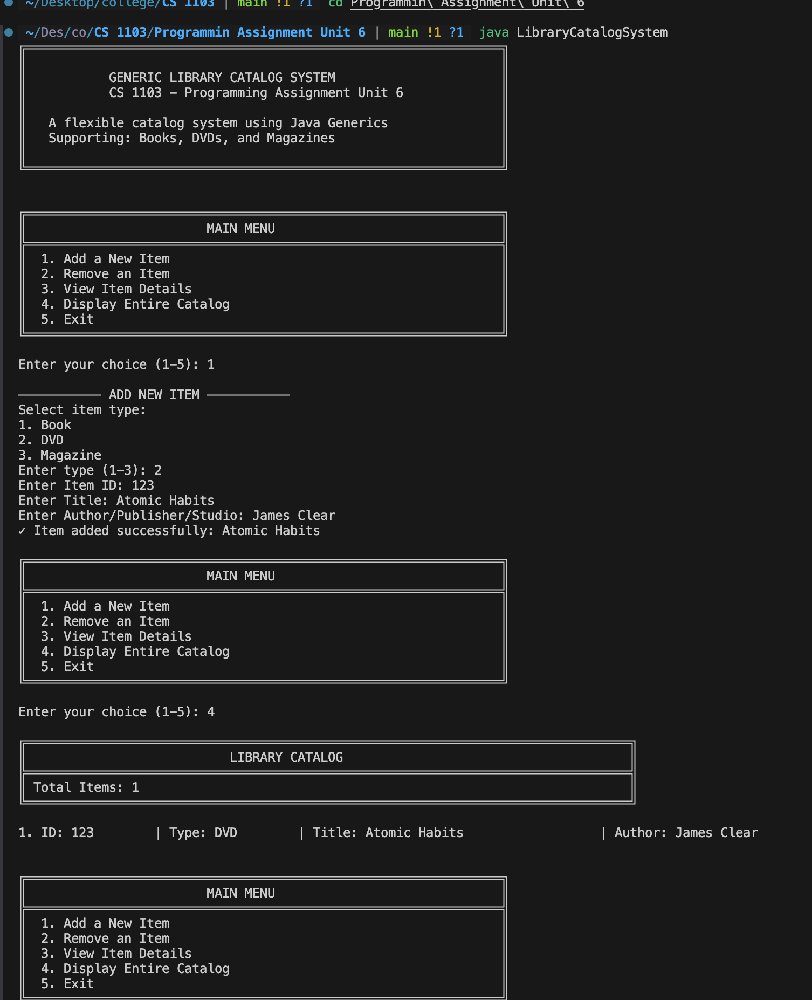 ~/Desktop/college/CS 1103 | main !1 ?1 cd Programmin\ Assignment\ Unit\ 6
~/Des/co/CS 1103/Programmin Assignment Unit 6 | main !1 ?1 java LibraryCatalogSystem
GENERIC LIBRARY CATALOG SYSTEM
CS 1103 – Programming Assignment Unit 6
A flexible catalog system using Java Generics
Supporting: Books, DVDs, and Magazines
MAIN MENU
1. Add a New Item
2. Remove an Item
3. View Item Details
4. Display Entire Catalog
5. Exit
Enter your choice (1-5): 1
─────────── ADD NEW ITEM ───────────
Select item type:
1. Book
2. DVD
3. Magazine
Enter type (1-3): 2
Enter Item ID: 123
Enter Title: Atomic Habits
Enter Author/Publisher/Studio: James Clear
✓ Item added successfully: Atomic Habits
MAIN MENU
1. Add a New Item
2. Remove an Item
3. View Item Details
4. Display Entire Catalog
5. Exit
Enter your choice (1-5): 4
LIBRARY CATALOG
Total Items: 1
1. ID: 123 | Type: DVD | Title: Atomic Habits | Author: James Clear
MAIN MENU
1. Add a New Item
2. Remove an Item
3. View Item Details
4. Display Entire Catalog
5. Exit